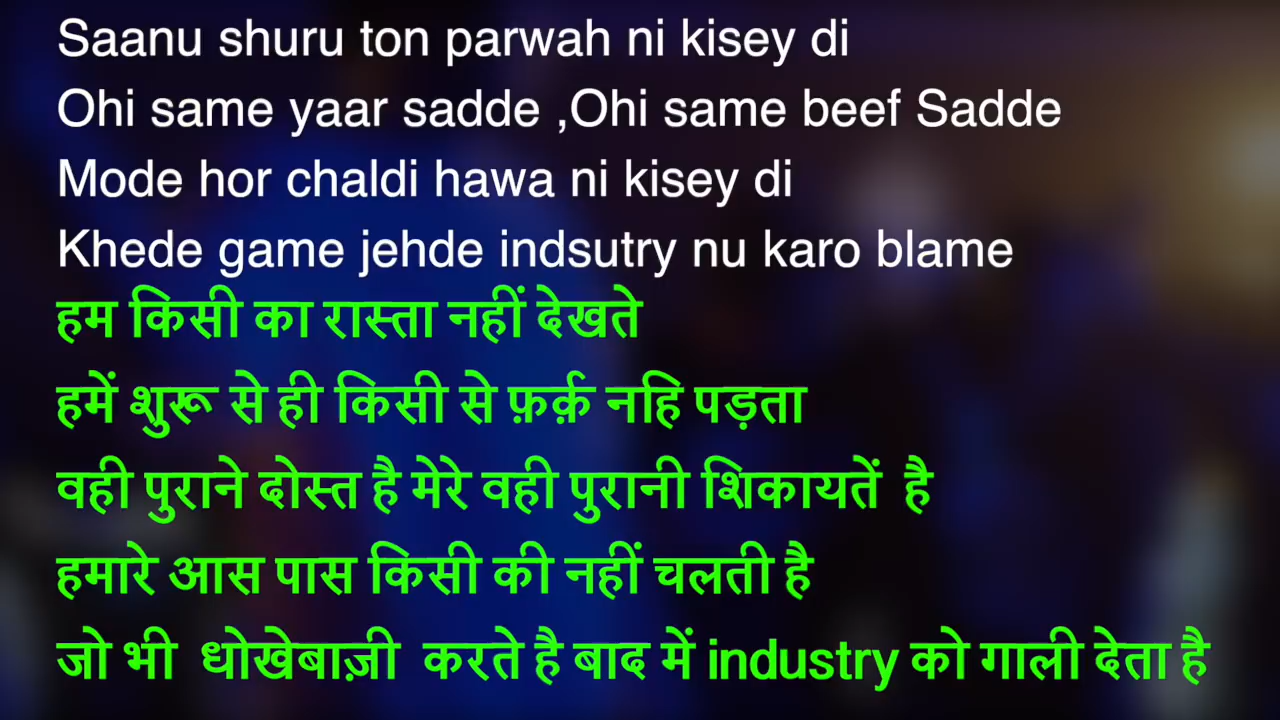 Saanu shuru ton parwah ni kisey di
Ohi same yaar sadde ,Ohi same beef Sadde
Mode hor chaldi hawa ni kisey di
Khede game jehde indsutry nu karo blame
हम किसी का रास्ता नहीं देखते
हमें शुरू से ही किसी से फ़र्क़ नहि पड़ता
वही पुराने दोस्त है मेरे वही पुरानी शिकायतें है
हमारे आस पास किसी की नहीं चलती है
जो भी धोखेबाज़ी करते है बाद में industry को गाली देता है